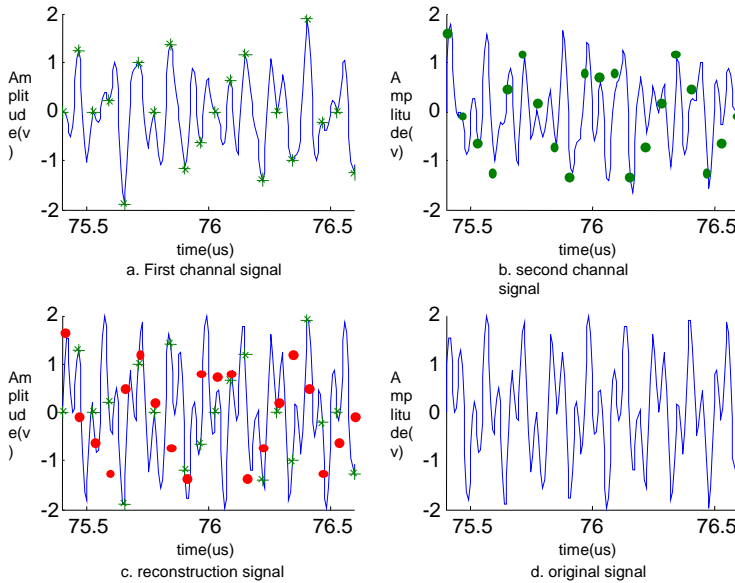 2
1
0
-1
-2
Am
plit
ud
e(v
)
75.5
76
76.5
time(us)
a. First channal signal
2
1
0
-1
-2
A
mp
litu
de(
v)
75.5
76
76.5
time(us)
b. second channal
signal
2
1
0
-1
-2
Am
plit
ud
e(v
)
75.5
76
76.5
time(us)
c. reconstruction signal
2
1
0
-1
-2
A
mp
litu
de(
v)
75.5
76
76.5
time(us)
d. original signal